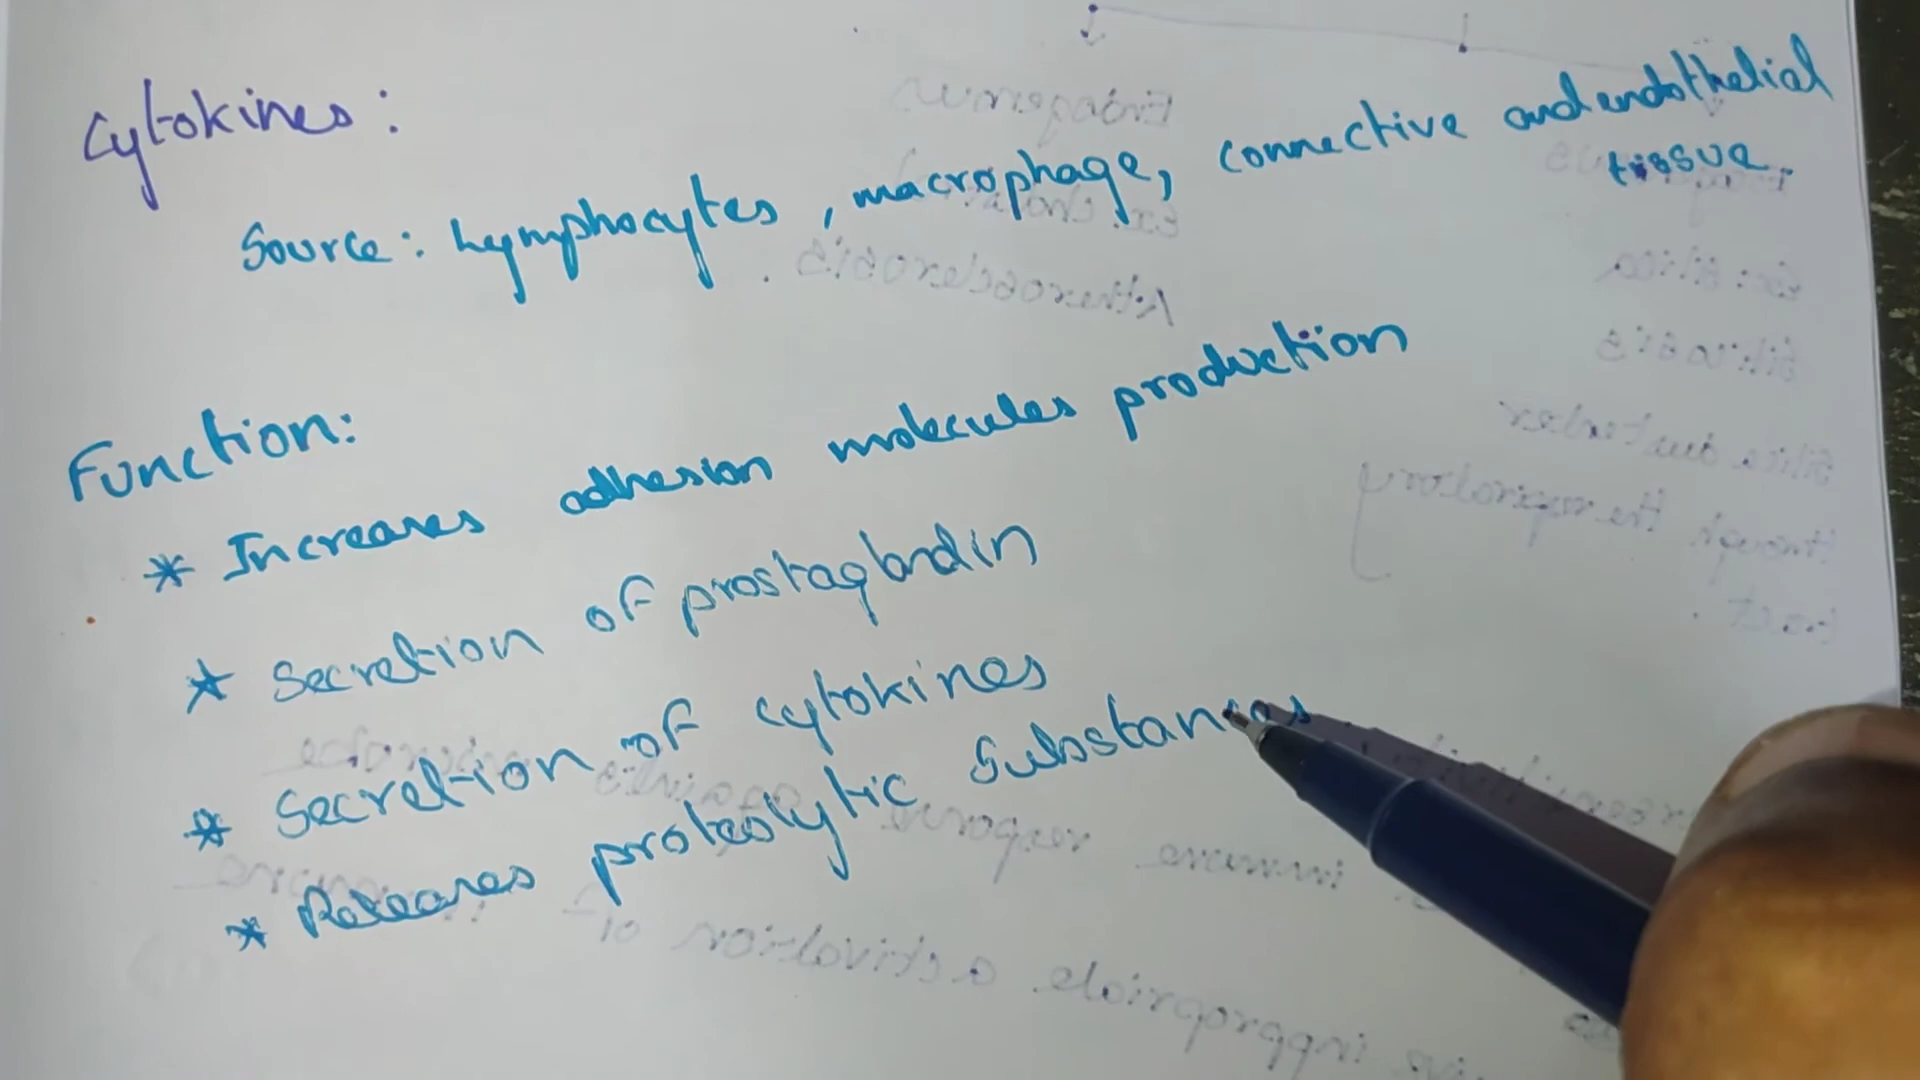 Cytokines:
Source: Lymphocytes, macrophage, connective and endothelial
tissue.
Function:
* Increases adhesion molecules production
* Secretion of prostaglandin
* Secretion of cytokines
* Releases proteolytic substances